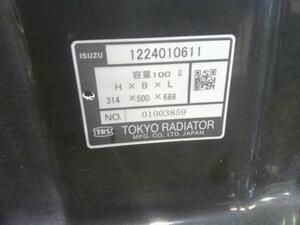 ISUZU 1224010611
容量100ℓ
H × B × L
314 ×500 ×688
NO. 01003859
TRS TOKYO RADIATOR
MFG. CO., LTD. JAPAN